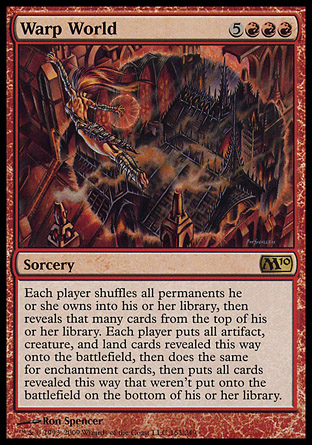 Warp World 5
Sorcery M10
Each player shuffles all permanents he
or she owns into his or her library, then
reveals that many cards from the top of his
or her library. Each player puts all artifact,
creature, and land cards revealed this way
onto the battlefield, then does the same
for enchantment cards, then puts all cards
revealed this way that weren't put onto the
battlefield on the bottom of his or her library.
Ron Spencer